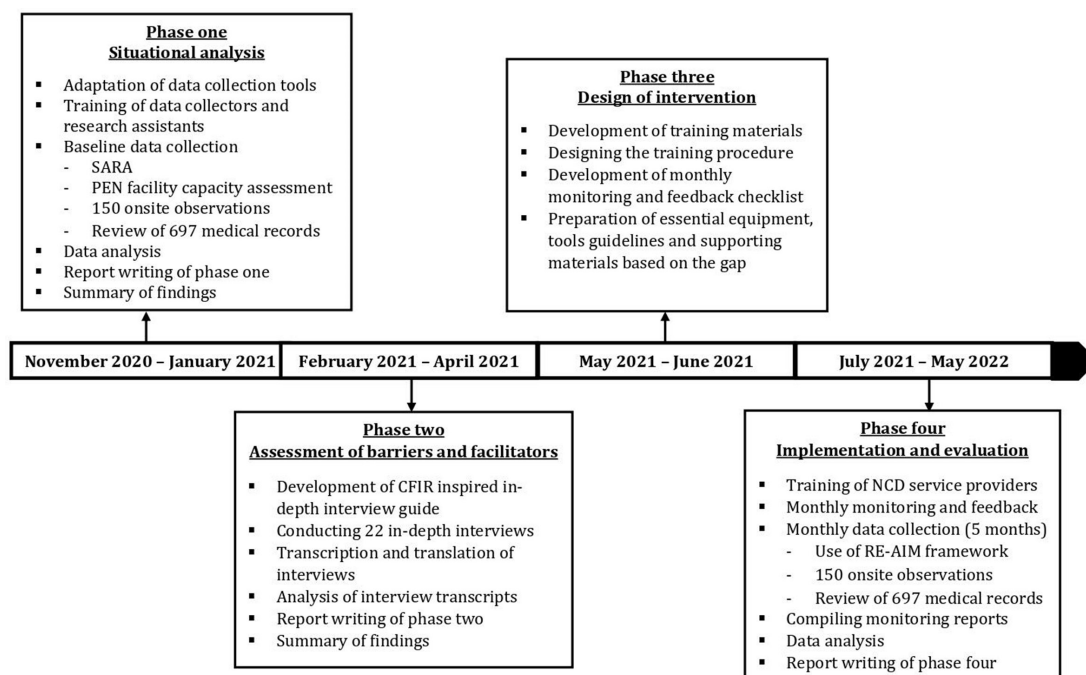 Phase one
Situational analysis
▪ Adaptation of data collection tools
▪ Training of data collectors and
research assistants
▪ Baseline data collection
- SARA
- PEN facility capacity assessment
- 150 onsite observations
- Review of 697 medical records
▪ Data analysis
▪ Report writing of phase one
▪ Summary of findings
Phase three
Design of intervention
▪ Development of training materials
▪ Designing the training procedure
▪ Development of monthly
monitoring and feedback checklist
▪ Preparation of essential equipment,
tools guidelines and supporting
materials based on the gap
November 2020 – January 2021
February 2021 – April 2021
May 2021 – June 2021
July 2021 – May 2022
Phase two
Assessment of barriers and facilitators
▪ Development of CFIR inspired in-
depth interview guide
▪ Conducting 22 in-depth interviews
▪ Transcription and translation of
interviews
▪ Analysis of interview transcripts
▪ Report writing of phase two
▪ Summary of findings
Phase four
Implementation and evaluation
▪ Training of NCD service providers
▪ Monthly monitoring and feedback
▪ Monthly data collection (5 months)
- Use of RE-AIM framework
- 150 onsite observations
- Review of 697 medical records
▪ Compiling monitoring reports
▪ Data analysis
▪ Report writing of phase four